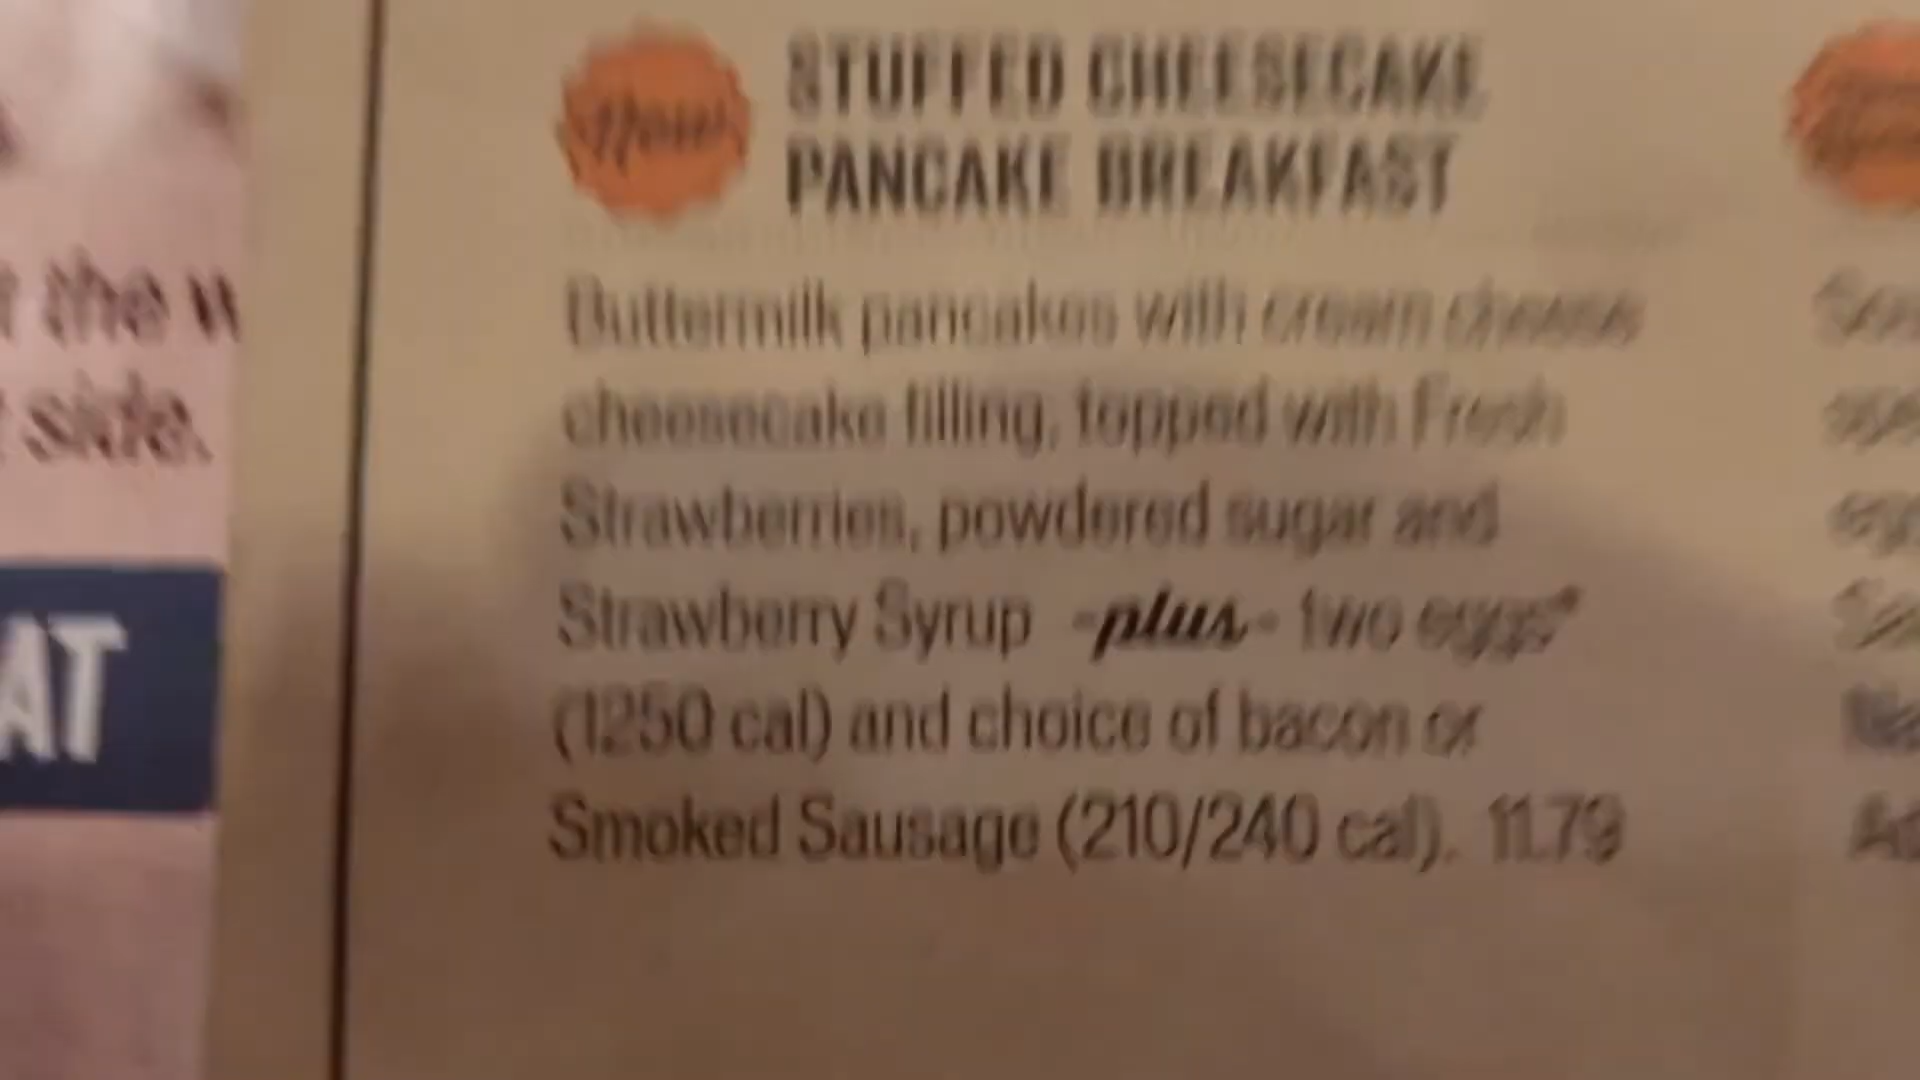 the w
side.
AT
New
STUFFED CHEESECAKE
PANCAKE BREAKFAST
Buttermilk pancakes with cream cheese
cheesecake filling, topped with Fresh
Strawberries, powdered sugar and
Strawberry Syrup -plus- two eggs*
(1250 cal) and choice of bacon or
Smoked Sausage (210/240 cal). 11.79